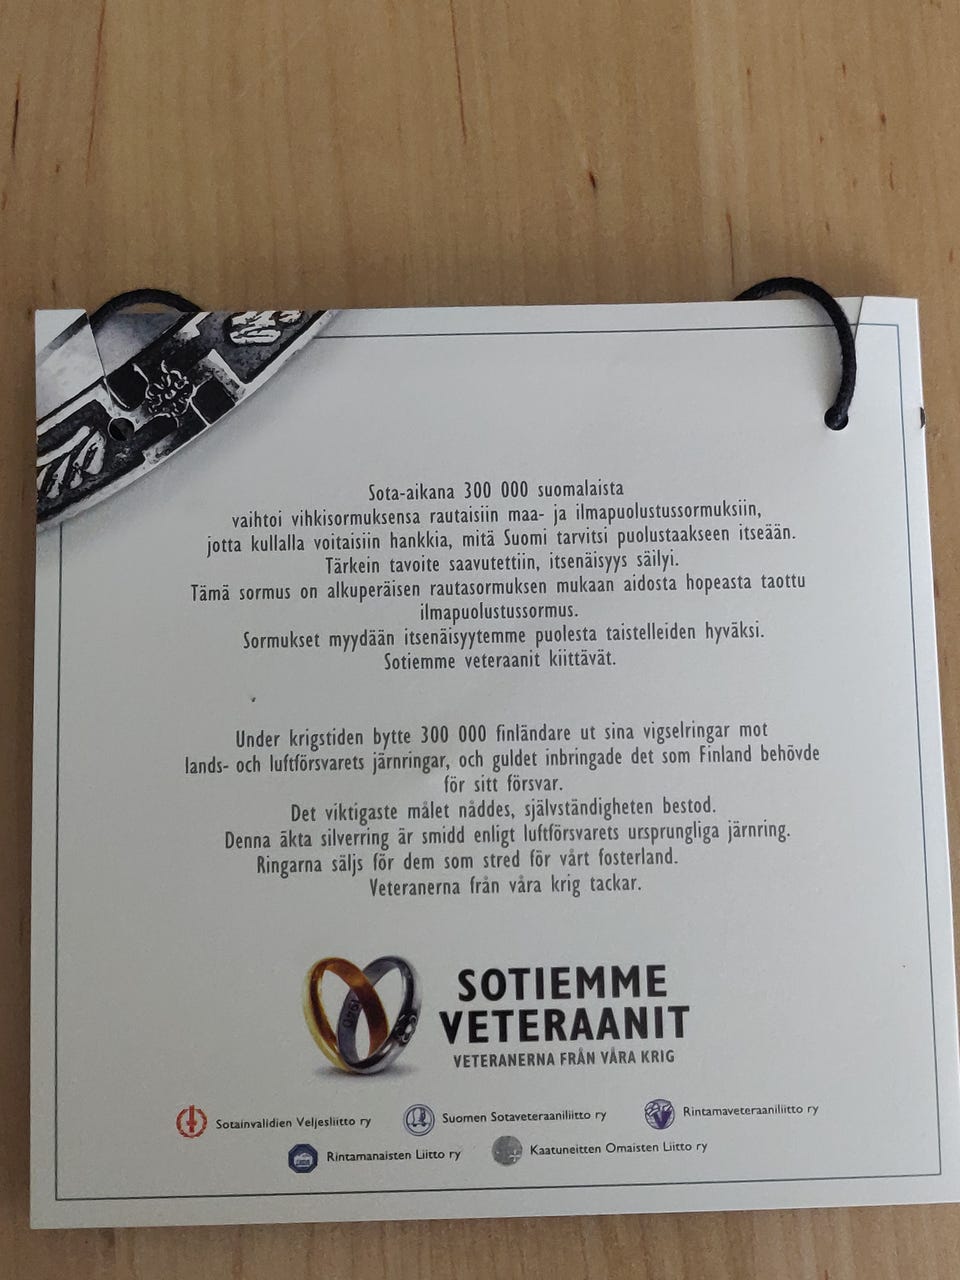 Sota-aikana 300 000 suomalaista
vaihtoi vihkisormuksensa rautaisiin maa- ja ilmapuolustussormuksiin,
jotta kullalla voitaisiin hankkia, mitä Suomi tarvitsi puolustaakseen itseään.
Tärkein tavoite saavutettiin, itsenäisyys säilyi.
Tämä sormus on alkuperäisen rautasormuksen mukaan aidosta hopeasta taottu
ilmapuolustussormus.
Sormukset myydään itsenäisyytemme puolesta taistelleiden hyväksi.
Sotiemme veteraanit kiittävät.
Under krigstiden bytte 300 000 finländare ut sina vigselringar mot
lands- och luftförsvarets järnringar, och guldet inbringade det som Finland behövde
för sitt försvar.
Det viktigaste målet nåddes, självständigheten bestod.
Denna äkta silverring är smidd enligt luftförsvarets ursprungliga järnring.
Ringarna säljs för dem som stred för vårt fosterland.
Veteranerna från våra krig tackar.
1940
SOTIEMME
VETERAANIT
VETERANERNA FRÅN VÅRA KRIG
Sotainvalidien Veljesliitto ry
Suomen Sotaveteraaniliitto ry
Rintamaveteraaniliitto ry
Rintamanaisten Liitto ry
Kaatuneitten Omaisten Liitto ry